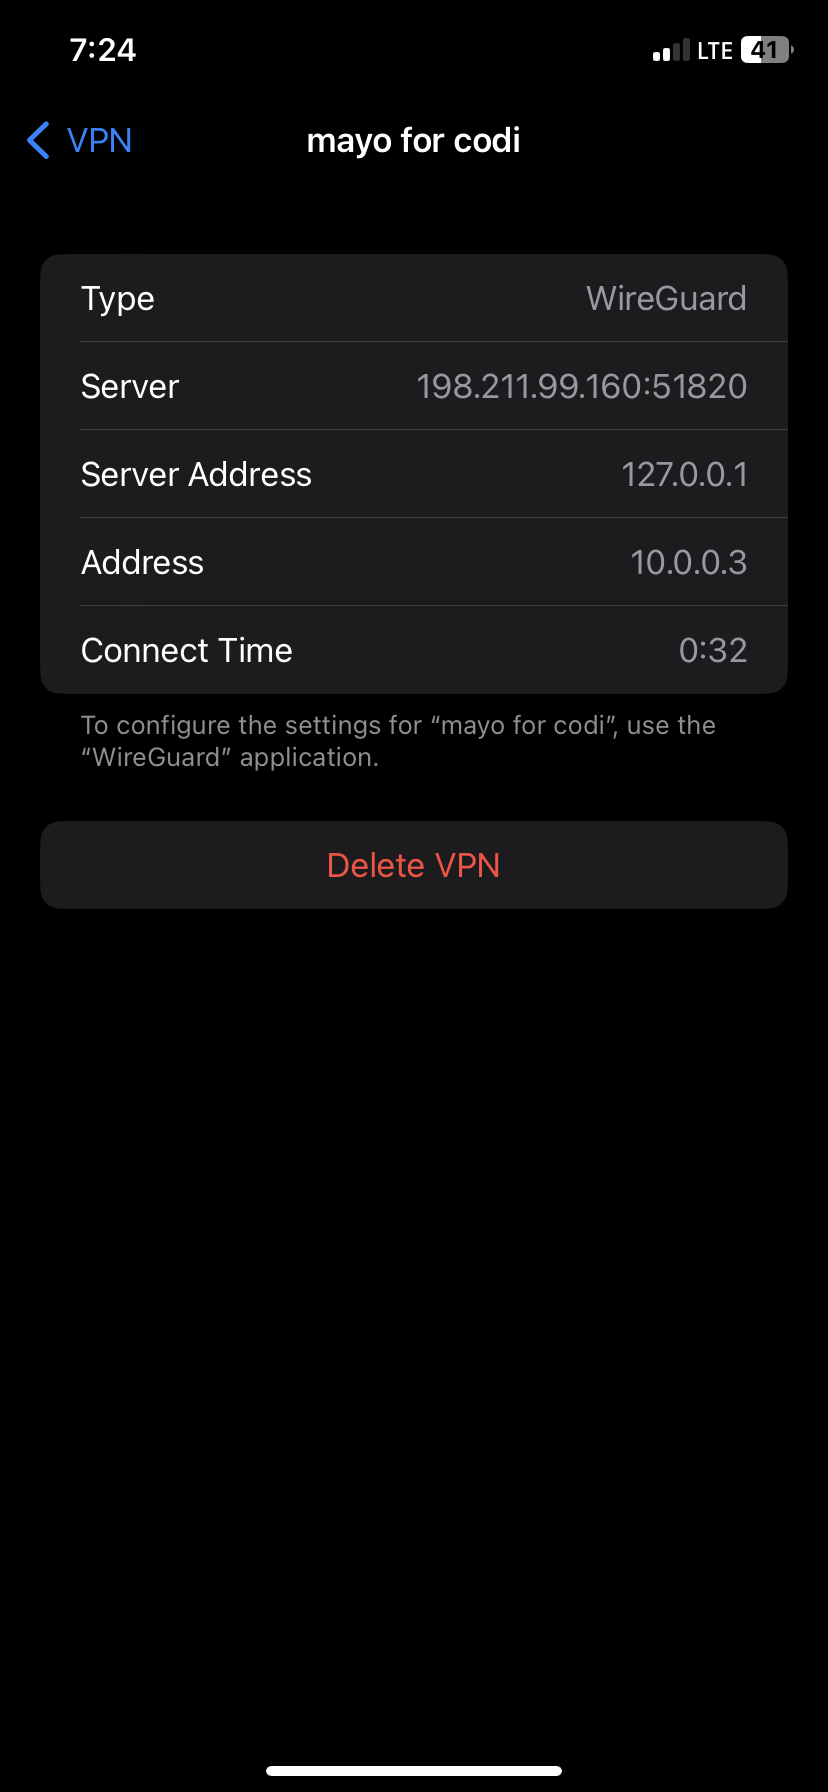 7:24 LTE 41
VPN mayo for codi
Type WireGuard
Server 198.211.99.160:51820
Server Address 127.0.0.1
Address 10.0.0.3
Connect Time 0:32
To configure the settings for “mayo for codi”, use the
“WireGuard” application.
Delete VPN